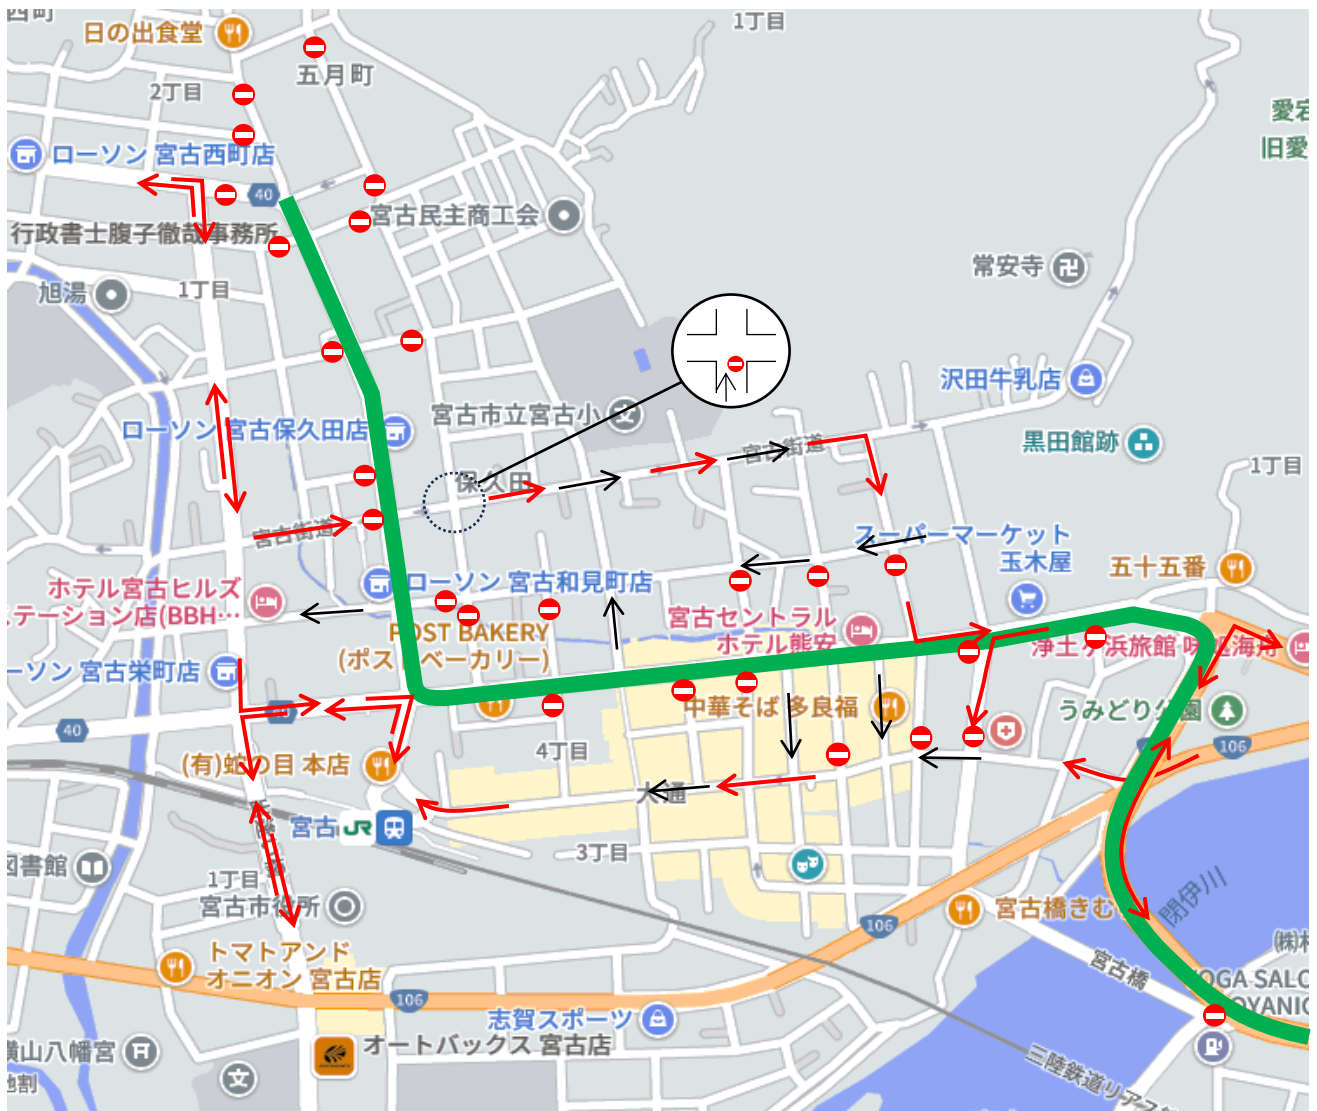 西町
日の出食堂
1丁目
五月町
2丁目
愛宕
旧愛
ローソン 宮古西町店
40
宮古民主商工会
行政書士腹子徹哉事務所
常安寺
旭湯
1丁目
沢田牛乳店
宮古市立宮古小
ローソン 宮古保久田店
黒田館跡
宮古街道
1丁目
保久田
宮古街道
スーパーマーケット
玉木屋
五十五番
ホテル宮古ヒルズ
ステーション店(BBH…
ローソン 宮古和見町店
宮古セントラル
ホテル熊安
POST BAKERY
(ポストベーカリー)
浄土ヶ浜旅館
ーソン 宮古栄町店
中華そば 多良福
うみどり公園
40
106
4丁目
(有)蛇の目 本店
大通
宮古
JR
3丁目
図書館
1丁目
宮古市役所
閉伊川
宮古橋きむ
106
トマトアンド
オニオン 宮古店
宮古橋
(株)
OGA SALO
OYANIC
106
志賀スポーツ
オートバックス 宮古店
横山八幡宮
地割
三陸鉄道リアス